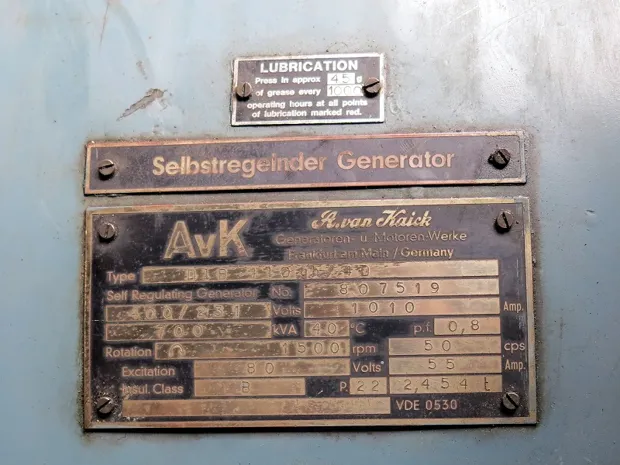 LUBRICATION
Press in approx 45 g
of grease every 1000
operating hours at all points
of lubrication marked red.
Selbstregelnder Generator
AvK A. van Kaick
Generatoren- u. Motoren-Werke
Frankfurt am Main / Germany
Type
Self Regulating Generator No. 807519
400/231 Volts 1010 Amp.
700 kVA 40 °C p.f. 0,8
Rotation 1500 rpm 50 cps
Excitation 80 Volts 55 Amp.
Insul. Class B P. 22 2,454 t
VDE 0530